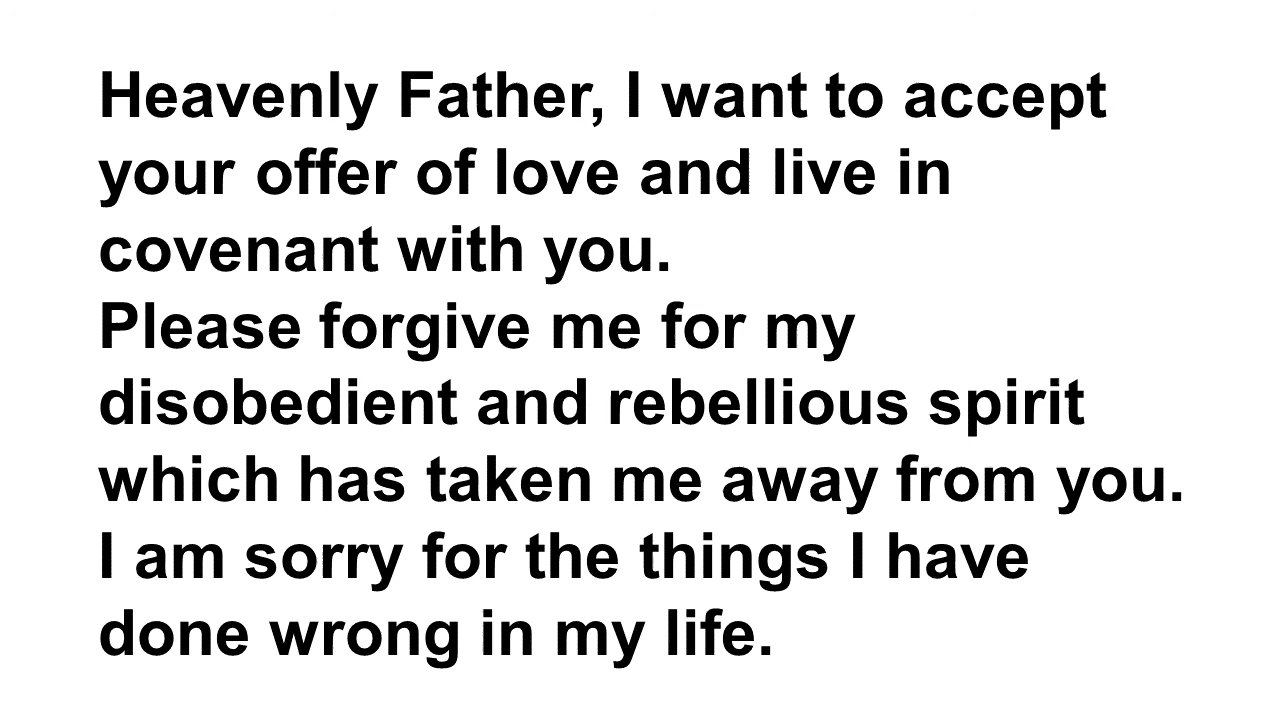 Heavenly Father, I want to accept
your offer of love and live in
covenant with you.
Please forgive me for my
disobedient and rebellious spirit
which has taken me away from you.
I am sorry for the things I have
done wrong in my life.